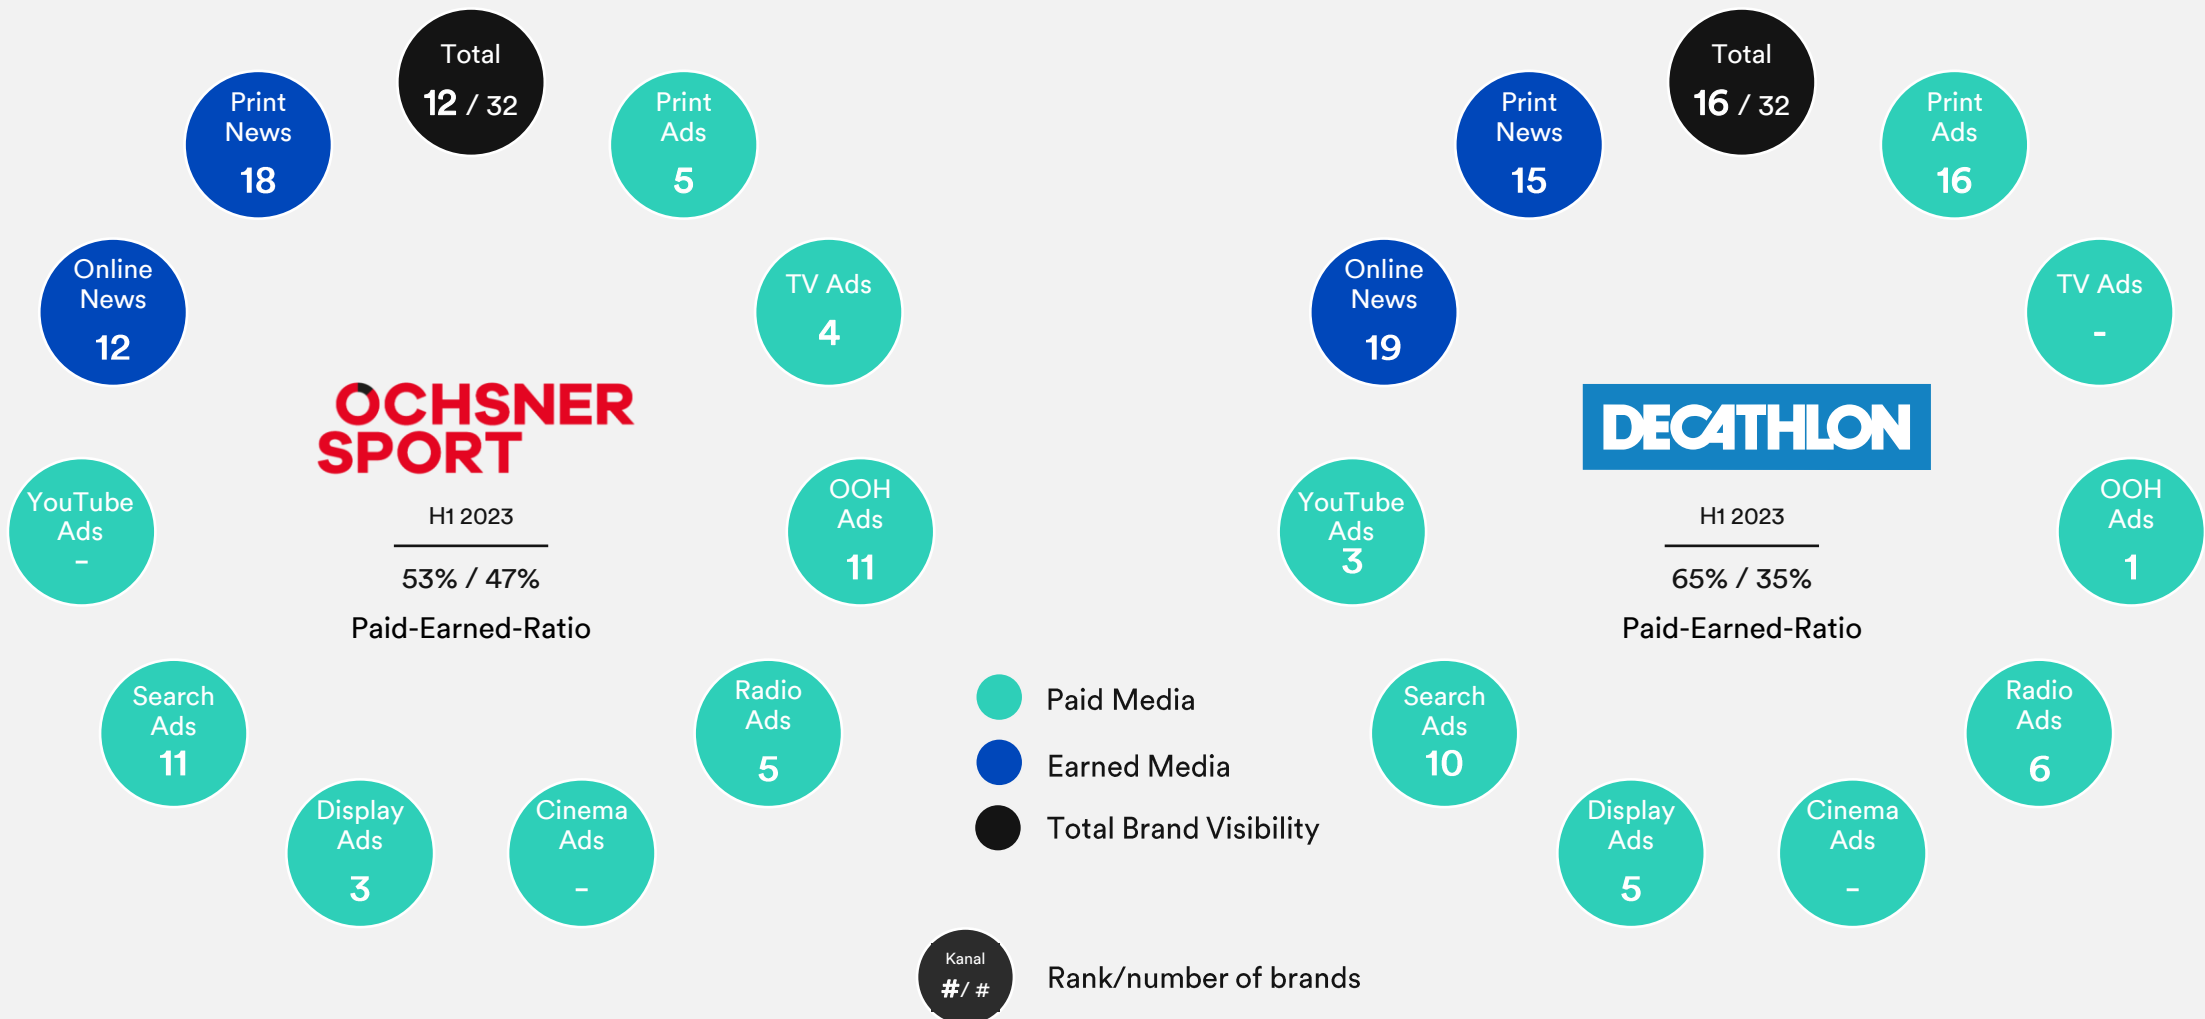 Total
12 / 32
Print
News
18
Print
Ads
5
Online
News
12
TV Ads
4
OCHSNER
SPORT
H1 2023
53% / 47%
Paid-Earned-Ratio
YouTube
Ads
-
OOH
Ads
11
Search
Ads
11
Radio
Ads
5
Display
Ads
3
Cinema
Ads
-
Total
16 / 32
Print
News
15
Print
Ads
16
Online
News
19
TV Ads
-
DECATHLON
H1 2023
65% / 35%
Paid-Earned-Ratio
YouTube
Ads
3
OOH
Ads
1
Search
Ads
10
Radio
Ads
6
Display
Ads
5
Cinema
Ads
-
Paid Media
Earned Media
Total Brand Visibility
Kanal
#/ #
Rank/number of brands